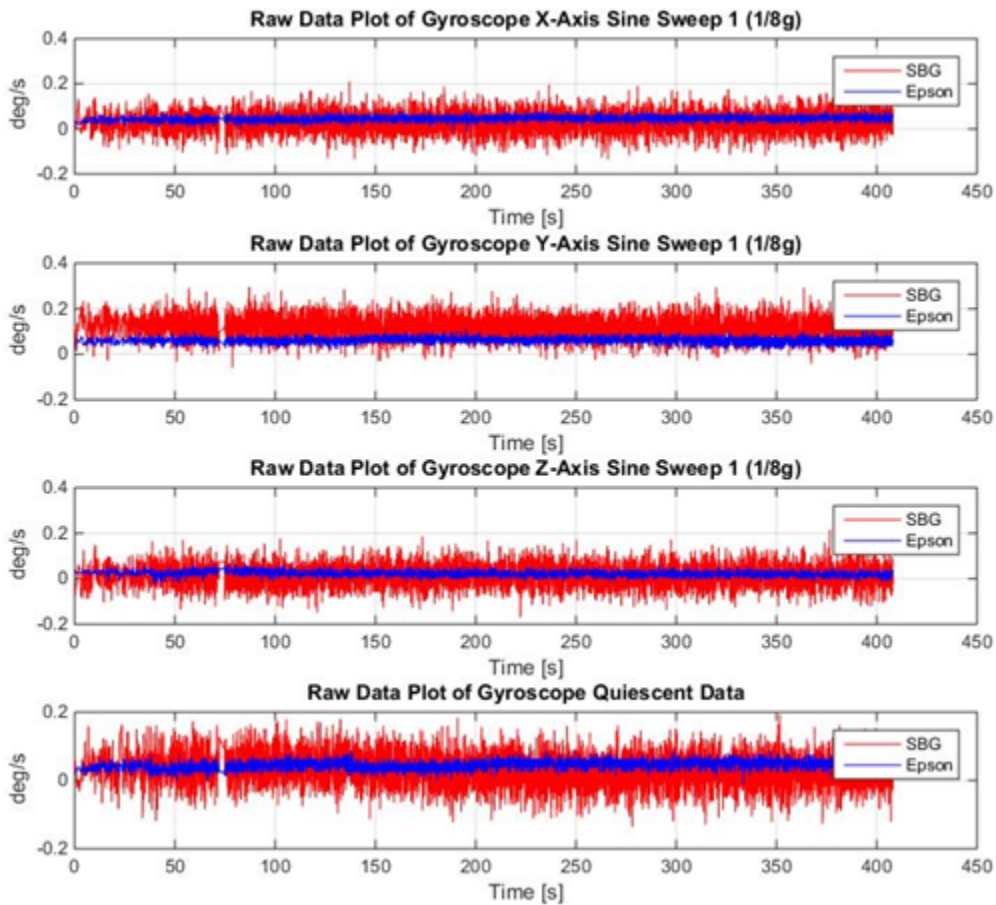 Raw Data Plot of Gyroscope X-Axis Sine Sweep 1 (1/8g)
0.4
0.2
0
-0.2
deg/s
SBG
Epson
0 50 100 150 200 250 300 350 400 450
Time [s]
Raw Data Plot of Gyroscope Y-Axis Sine Sweep 1 (1/8g)
0.4
0.2
0
-0.2
deg/s
SBG
Epson
0 50 100 150 200 250 300 350 400 450
Time [s]
Raw Data Plot of Gyroscope Z-Axis Sine Sweep 1 (1/8g)
0.4
0.2
0
-0.2
deg/s
SBG
Epson
0 50 100 150 200 250 300 350 400 450
Time [s]
Raw Data Plot of Gyroscope Quiescent Data
0.2
0
-0.2
deg/s
SBG
Epson
0 50 100 150 200 250 300 350 400 450
Time [s]